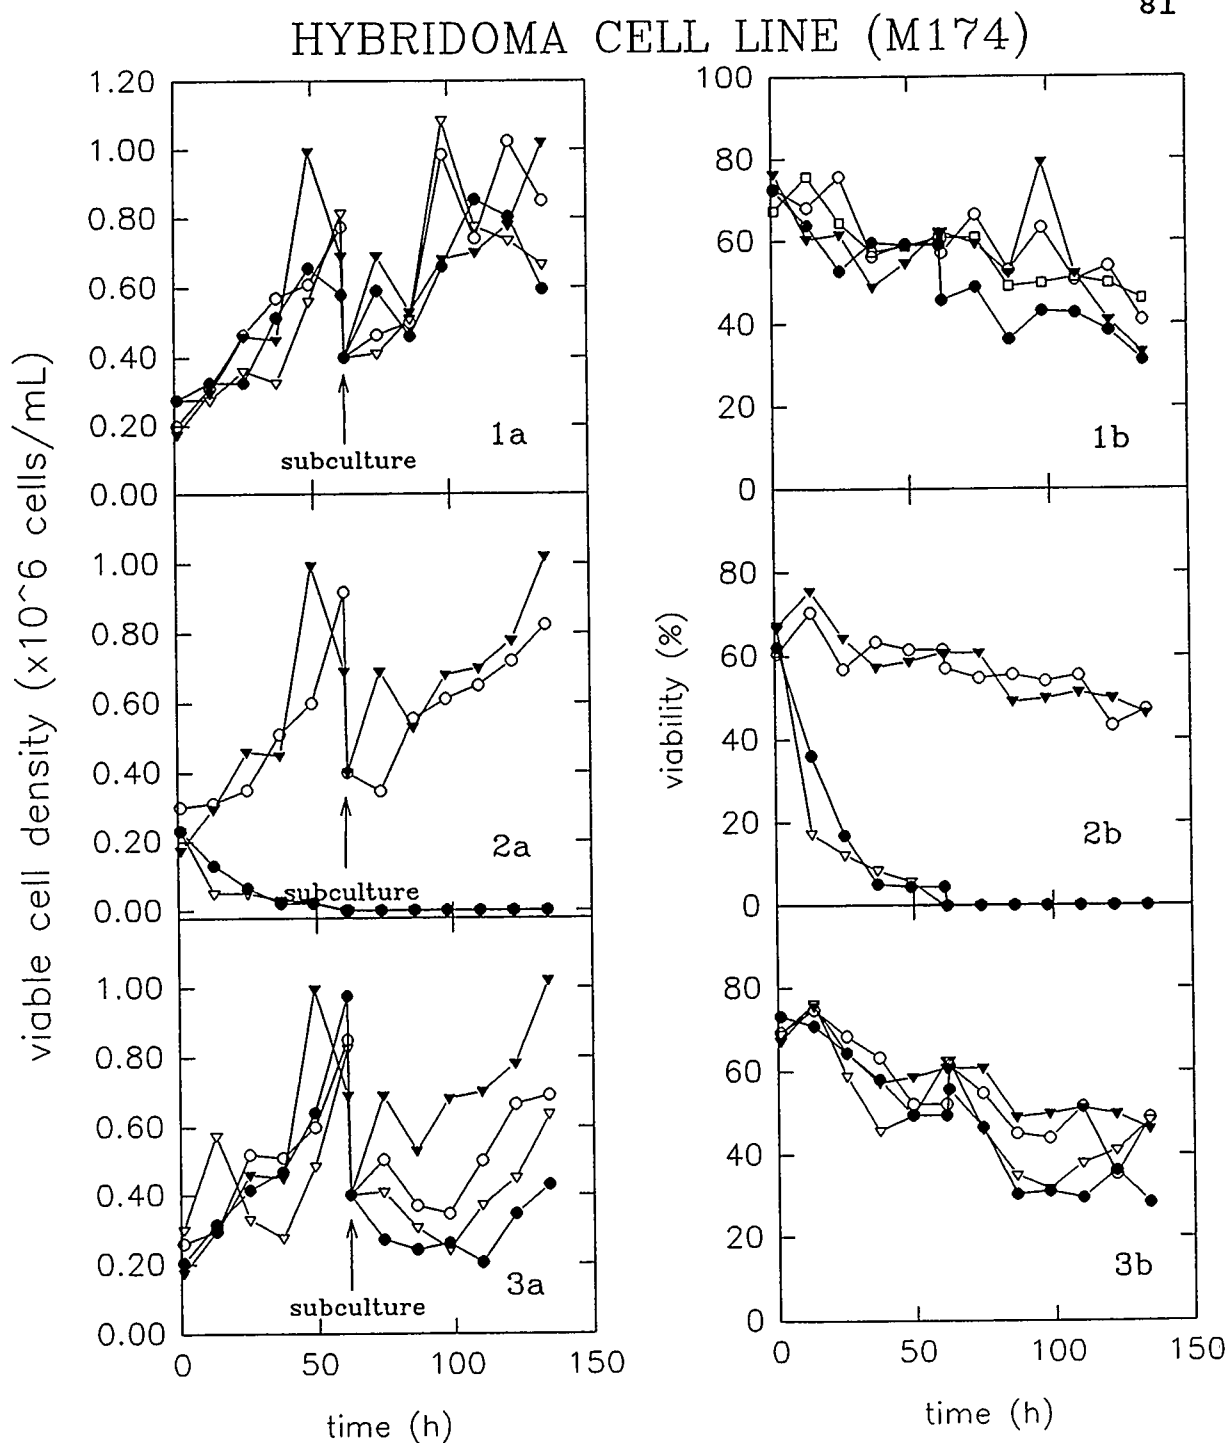 81
HYBRIDOMA CELL LINE (M174)
viable cell density (x10^6 cells/mL)
1.20
1.00
0.80
0.60
0.40
0.20
0.00
1a
subculture
1.00
0.80
0.60
0.40
0.20
0.00
2a
subculture
1.00
0.80
0.60
0.40
0.20
0.00
3a
subculture
0 50 100 150
time (h)
viability (%)
100
80
60
40
20
0
1b
80
60
40
20
0
2b
80
60
40
20
0
3b
0 50 100 150
time (h)